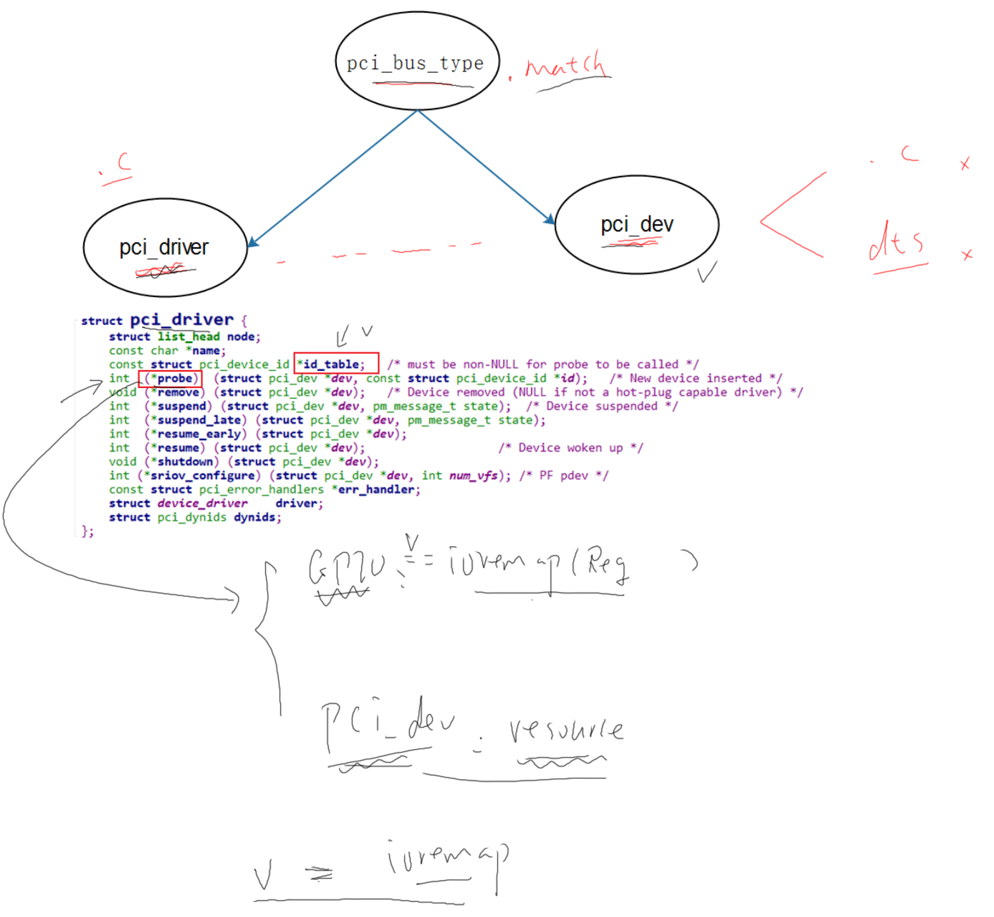 pci_bus_type
.match
.c
.c x
pci_driver
pci_dev
dts x
v
struct pci_driver {
v
struct list_head node;
const char *name;
const struct pci_device_id *id_table; /* must be non-NULL for probe to be called */
int (*probe) (struct pci_dev *dev, const struct pci_device_id *id); /* New device inserted */
void (*remove) (struct pci_dev *dev); /* Device removed (NULL if not a hot-plug capable driver) */
int (*suspend) (struct pci_dev *dev, pm_message_t state); /* Device suspended */
int (*suspend_late) (struct pci_dev *dev, pm_message_t state);
int (*resume_early) (struct pci_dev *dev);
int (*resume) (struct pci_dev *dev); /* Device woken up */
void (*shutdown) (struct pci_dev *dev);
int (*sriov_configure) (struct pci_dev *dev, int num_vfs); /* PF pdev */
const struct pci_error_handlers *err_handler;
struct device_driver driver;
struct pci_dynids dynids;
};
v
= ioremap(Reg )
pci_dev . resource
v = ioremap